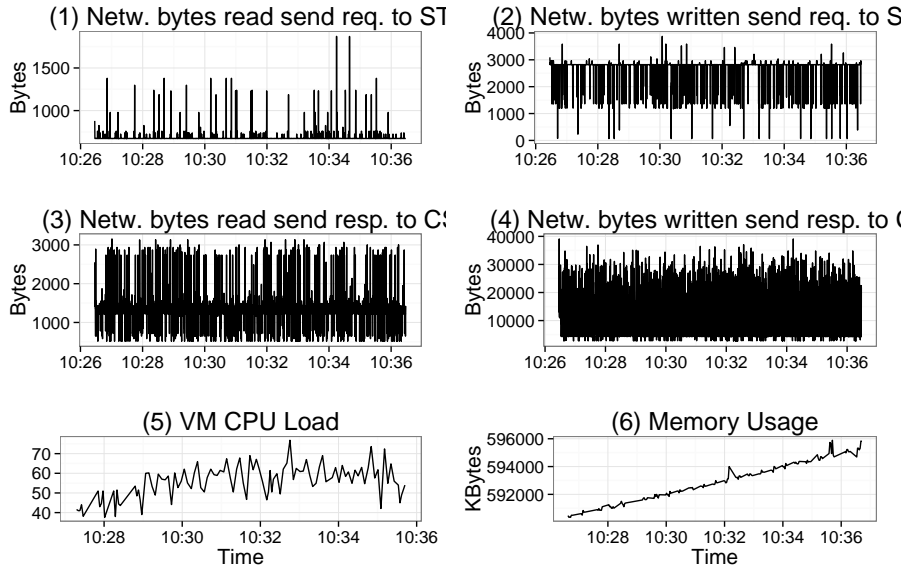 (1) Netw. bytes read send req. to ST
Bytes
1500
1000
10:26 10:28 10:30 10:32 10:34 10:36
(2) Netw. bytes written send req. to S
Bytes
4000
3000
2000
1000
0
10:26 10:28 10:30 10:32 10:34 10:36
(3) Netw. bytes read send resp. to CS
Bytes
3000
2000
1000
10:26 10:28 10:30 10:32 10:34 10:36
(4) Netw. bytes written send resp. to C
Bytes
40000
30000
20000
10000
10:26 10:28 10:30 10:32 10:34 10:36
(5) VM CPU Load
70
60
50
40
10:28 10:30 10:32 10:34 10:36
Time
(6) Memory Usage
KBytes
596000
594000
592000
10:28 10:30 10:32 10:34 10:36
Time